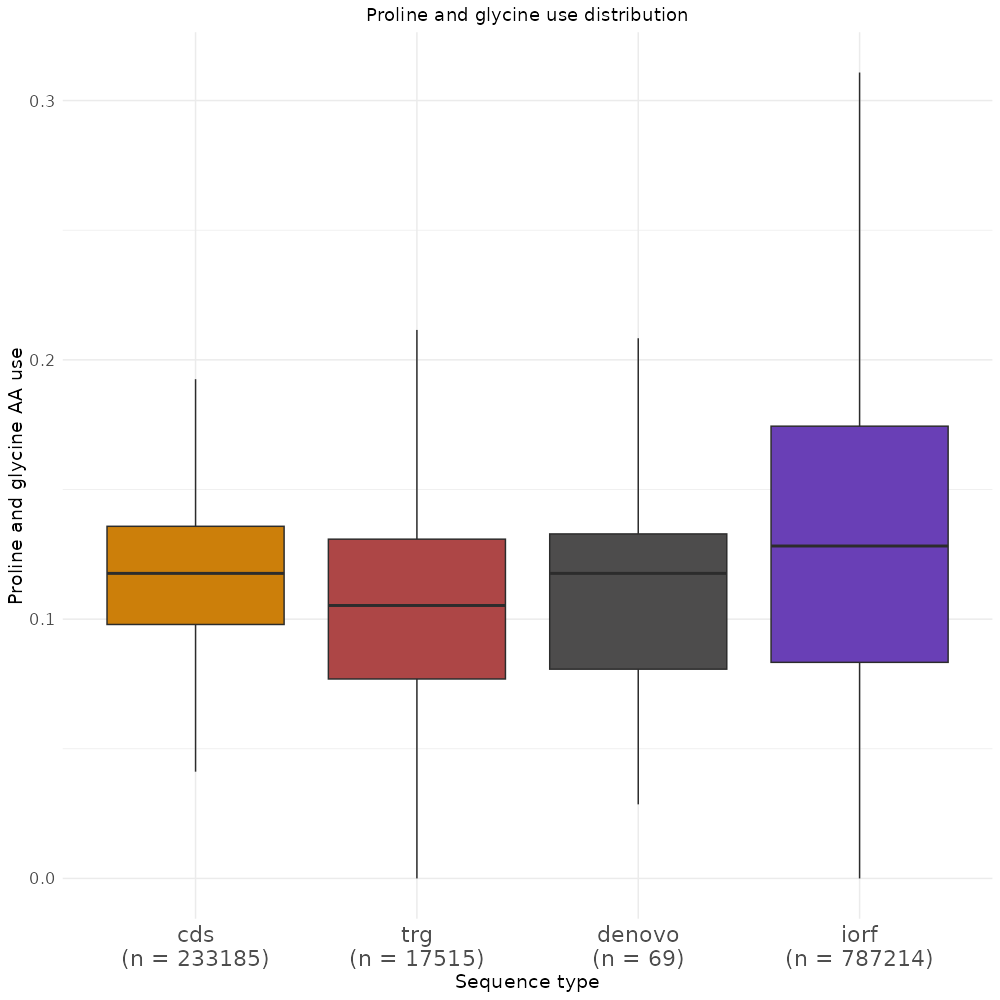 Proline and glycine use distribution
Proline and glycine AA use
0.3
0.2
0.1
0.0
cds
(n = 233185)
trg
(n = 17515)
denovo
(n = 69)
iorf
(n = 787214)
Sequence type